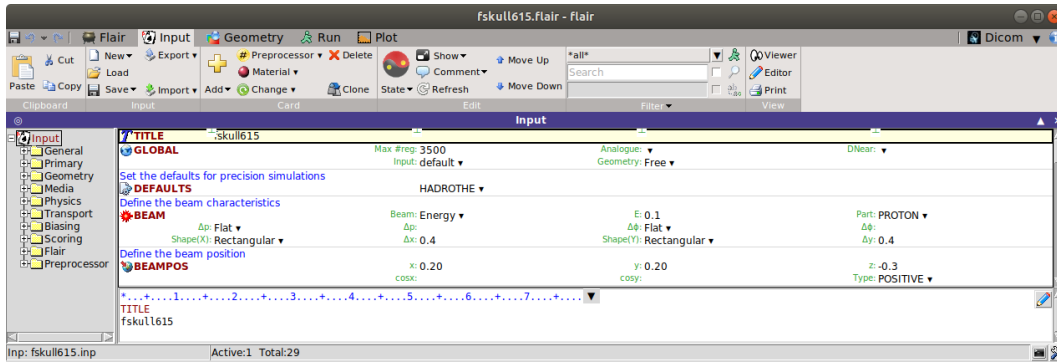 fskull615.flair - flair
Flair Input Geometry Run Plot Dicom
Paste Cut Copy New Load Save Export Import Add # Preprocessor Material Change Delete Clone State Show Comment Refresh Move Up Move Down *all* Search Viewer Editor Print
Clipboard Input Card Edit Filter View
Input
Input
General
Primary
Geometry
Media
Physics
Transport
Biasing
Scoring
Flair
Preprocessor
TITLE fskull615
GLOBAL Max #reg: 3500 Analogue: DNear:
Input: default Geometry: Free
Set the defaults for precision simulations
DEFAULTS HADROTHE
Define the beam characteristics
BEAM Beam: Energy E: 0.1 Part: PROTON
Δp: Flat Δp: Δϕ: Flat Δϕ:
Shape(X): Rectangular Δx: 0.4 Shape(Y): Rectangular Δy: 0.4
Define the beam position
BEAMPOS x: 0.20 y: 0.20 z: -0.3
cosx: cosy: Type: POSITIVE
*...+....1....+....2....+....3....+....4....+....5....+....6....+....7....+....
TITLE
fskull615
Inp: fskull615.inp Active:1 Total:29